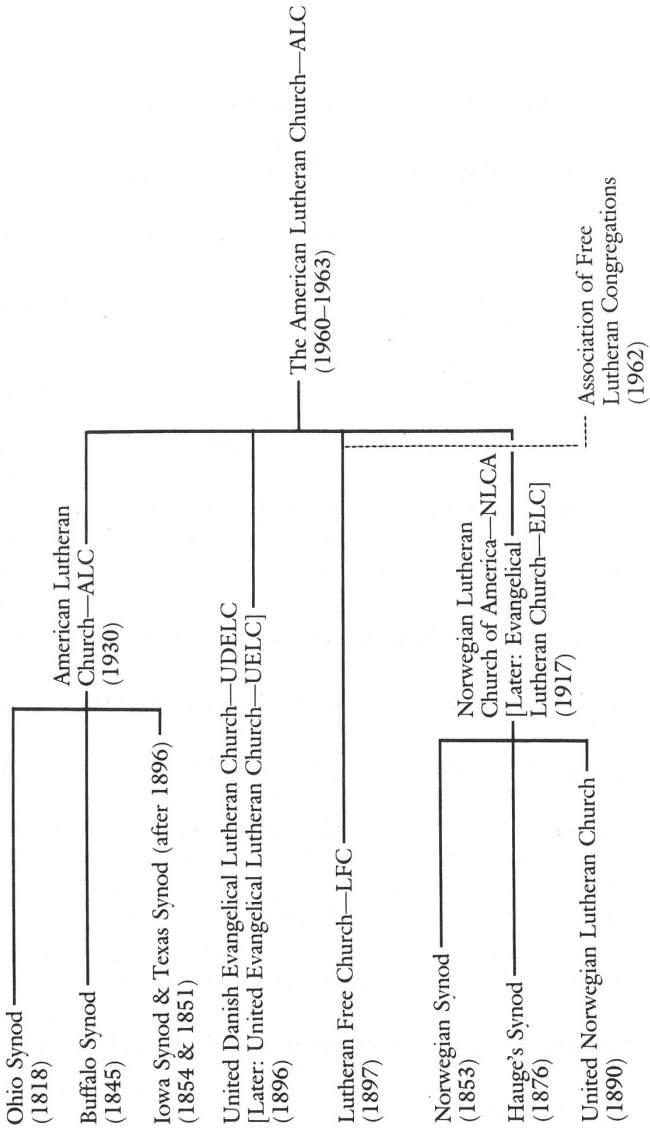 Ohio Synod
(1818)
Buffalo Synod
(1845)
Iowa Synod & Texas Synod (after 1896)
(1854 & 1851)
American Lutheran
Church—ALC
(1930)
United Danish Evangelical Lutheran Church—UDELC
[Later: United Evangelical Lutheran Church—UELC]
(1896)
The American Lutheran Church—ALC
(1960–1963)
Lutheran Free Church—LFC
(1897)
Norwegian Synod
(1853)
Hauge's Synod
(1876)
United Norwegian Lutheran Church
(1890)
Norwegian Lutheran
Church of America—NLCA
[Later: Evangelical
Lutheran Church—ELC]
(1917)
Association of Free
Lutheran Congregations
(1962)